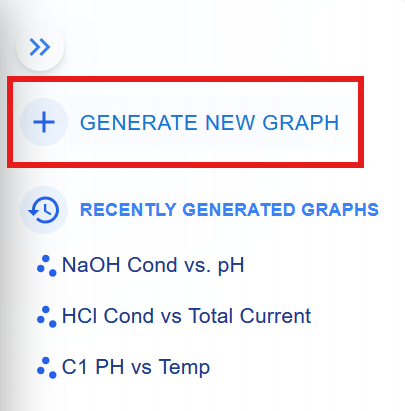 GENERATE NEW GRAPH
RECENTLY GENERATED GRAPHS
NaOH Cond vs. pH
HCl Cond vs Total Current
C1 PH vs Temp